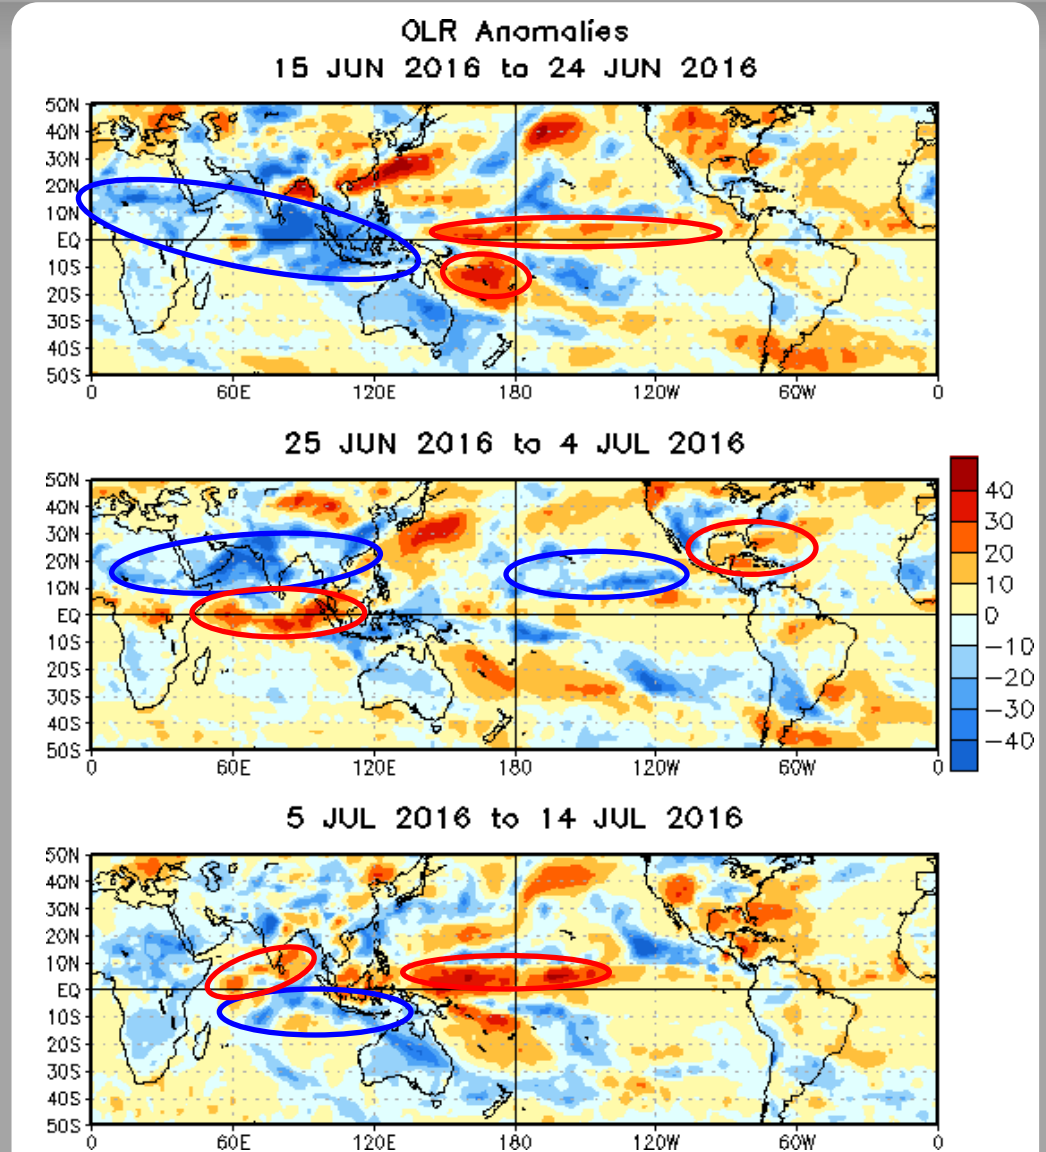 OLR Anomalies
15 JUN 2016 to 24 JUN 2016
50N
40N
30N
20N
10N
EQ
10S
20S
30S
40S
50S
0 60E 120E 180 120W 60W 0
25 JUN 2016 to 4 JUL 2016
50N
40N
30N
20N
10N
EQ
10S
20S
30S
40S
50S
0 60E 120E 180 120W 60W 0
40
30
20
10
0
−10
−20
−30
−40
5 JUL 2016 to 14 JUL 2016
50N
40N
30N
20N
10N
EQ
10S
20S
30S
40S
50S
0 60E 120E 180 120W 60W 0